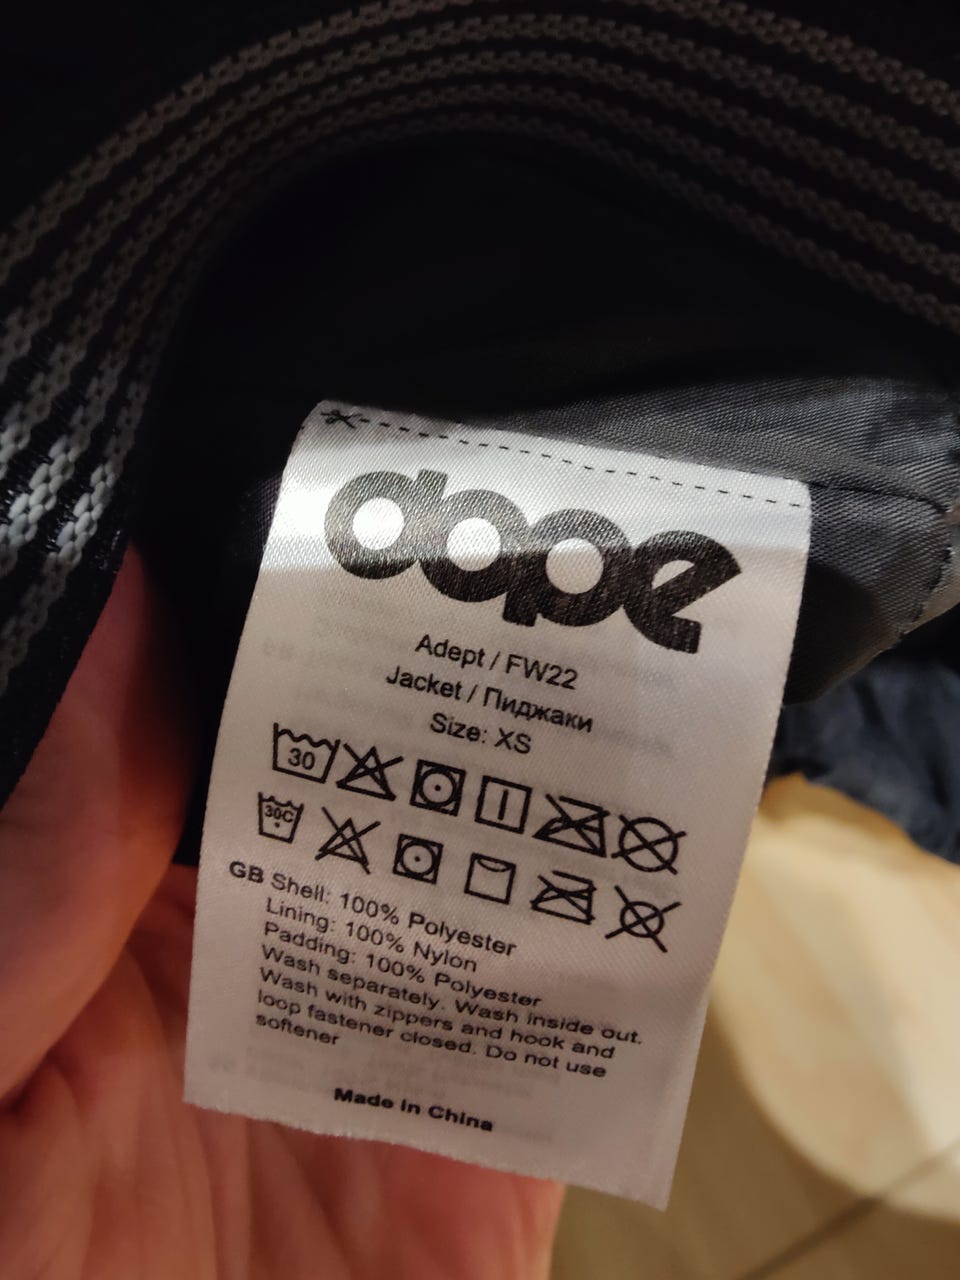 dope
Adept / FW22
Jacket / Пиджаки
Size: XS
30
30C
GB Shell: 100% Polyester
Lining: 100% Nylon
Padding: 100% Polyester
Wash separately. Wash inside out.
Wash with zippers and hook and
loop fastener closed. Do not use
softener
Made in China